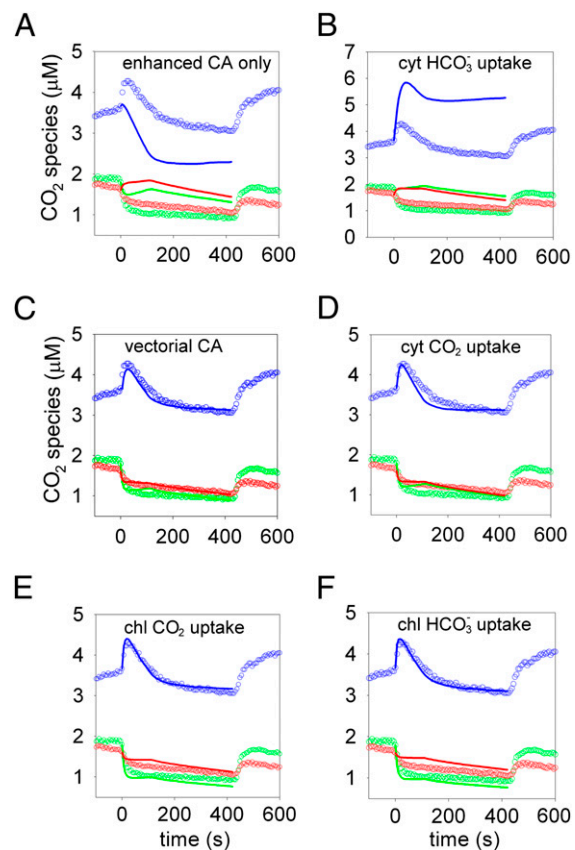 A
B
enhanced CA only
cyt HCO₃⁻ uptake
CO₂ species (μM)
5
4
3
2
1
7
6
5
4
3
2
1
0 200 400 600
0 200 400 600
C
D
vectorial CA
cyt CO₂ uptake
CO₂ species (μM)
5
4
3
2
1
5
4
3
2
1
0 200 400 600
0 200 400 600
E
F
chl CO₂ uptake
chl HCO₃⁻ uptake
5
4
3
2
1
5
4
3
2
1
0 200 400 600
0 200 400 600
time (s)
time (s)